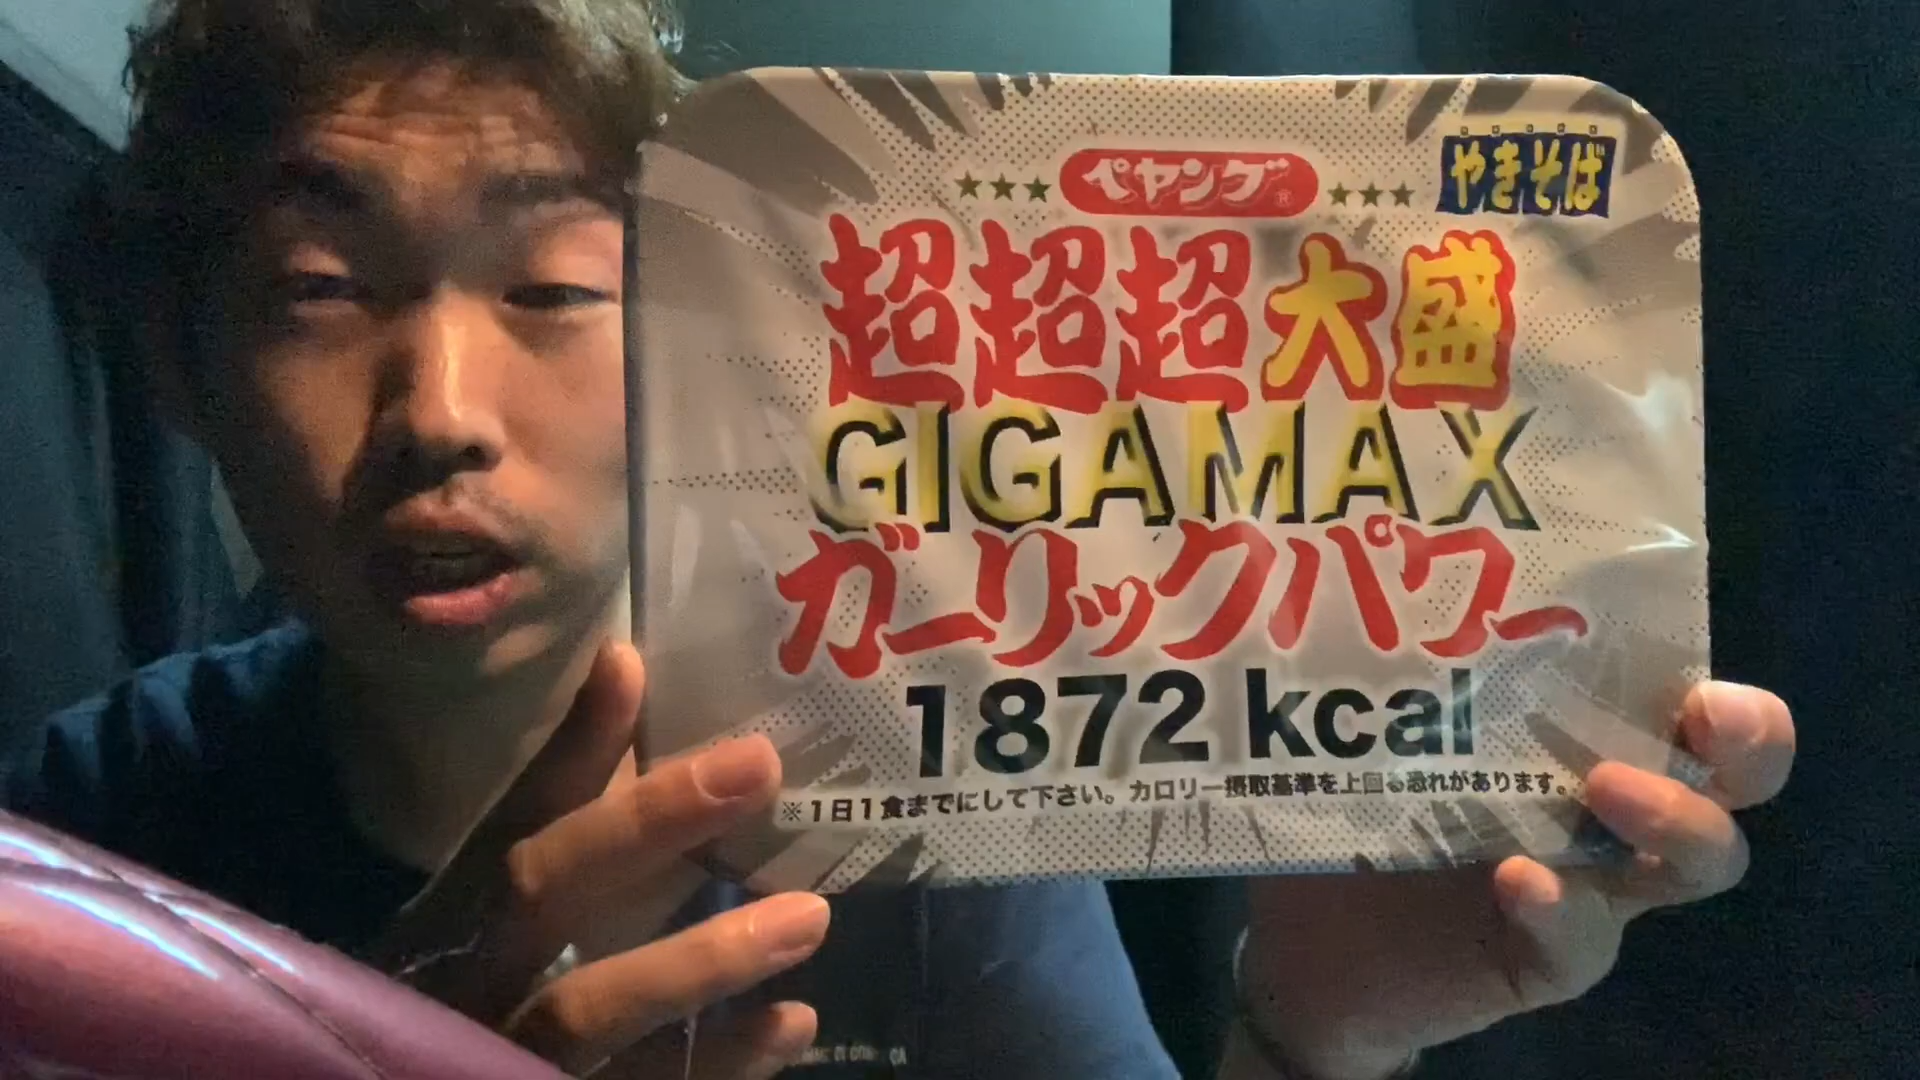 ペヤング®
やきそば
超超超大盛
GIGAMAX
ガーリックパワー
1872 kcal
※1日1食までにして下さい。カロリー摂取基準を上回る恐れがあります。